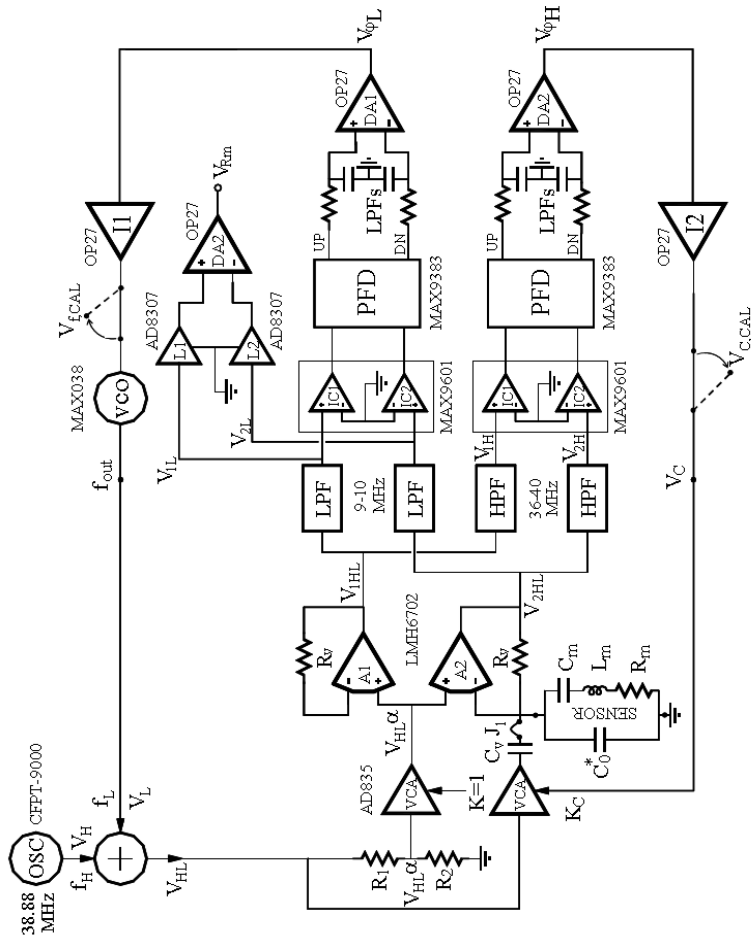 38.88 MHz
OSC
CFPT-9000
f_H
V_H
f_L
V_L
+
V_HL
f_out
MAX038
VCO
V_f,CAL
OP27
I1
V_φL
V_1L
V_2L
AD8307
L1
L2
AD8307
OP27
DA2
+
-
V_Rm
LPF
9-10 MHz
LPF
IC1
IC2
MAX9601
PFD
MAX9383
UP
DN
LPFs
OP27
DA1
+
-
V_1HL
R_v
A1
-
+
LMH6702
A2
+
-
R_v
V_2HL
HPF
36-40 MHz
HPF
V_1H
V_2H
IC1
IC2
MAX9601
PFD
MAX9383
UP
DN
LPFs
OP27
DA2
+
-
V_φH
R_1
V_HLα
R_2
AD835
VCA
K=1
V_HLα
VCA
K_C
C_v
J_1
C_0*
SENSOR
C_m
L_m
R_m
V_C
V_C,CAL
OP27
I2